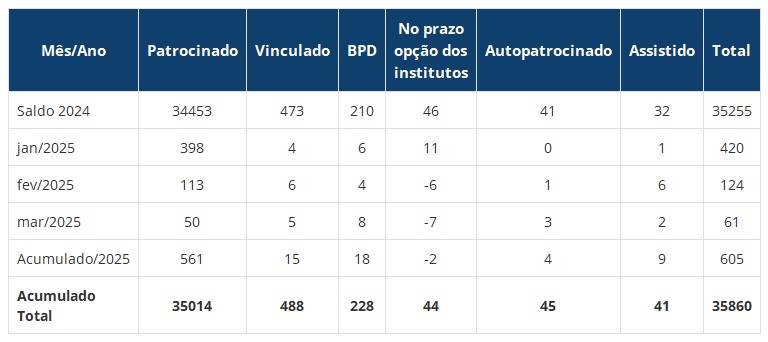 Mês/Ano Patrocinado Vinculado BPD No prazo opção dos institutos Autopatrocinado Assistido Total
Saldo 2024 34453 473 210 46 41 32 35255
jan/2025 398 4 6 11 0 1 420
fev/2025 113 6 4 -6 1 6 124
mar/2025 50 5 8 -7 3 2 61
Acumulado/2025 561 15 18 -2 4 9 605
Acumulado Total 35014 488 228 44 45 41 35860